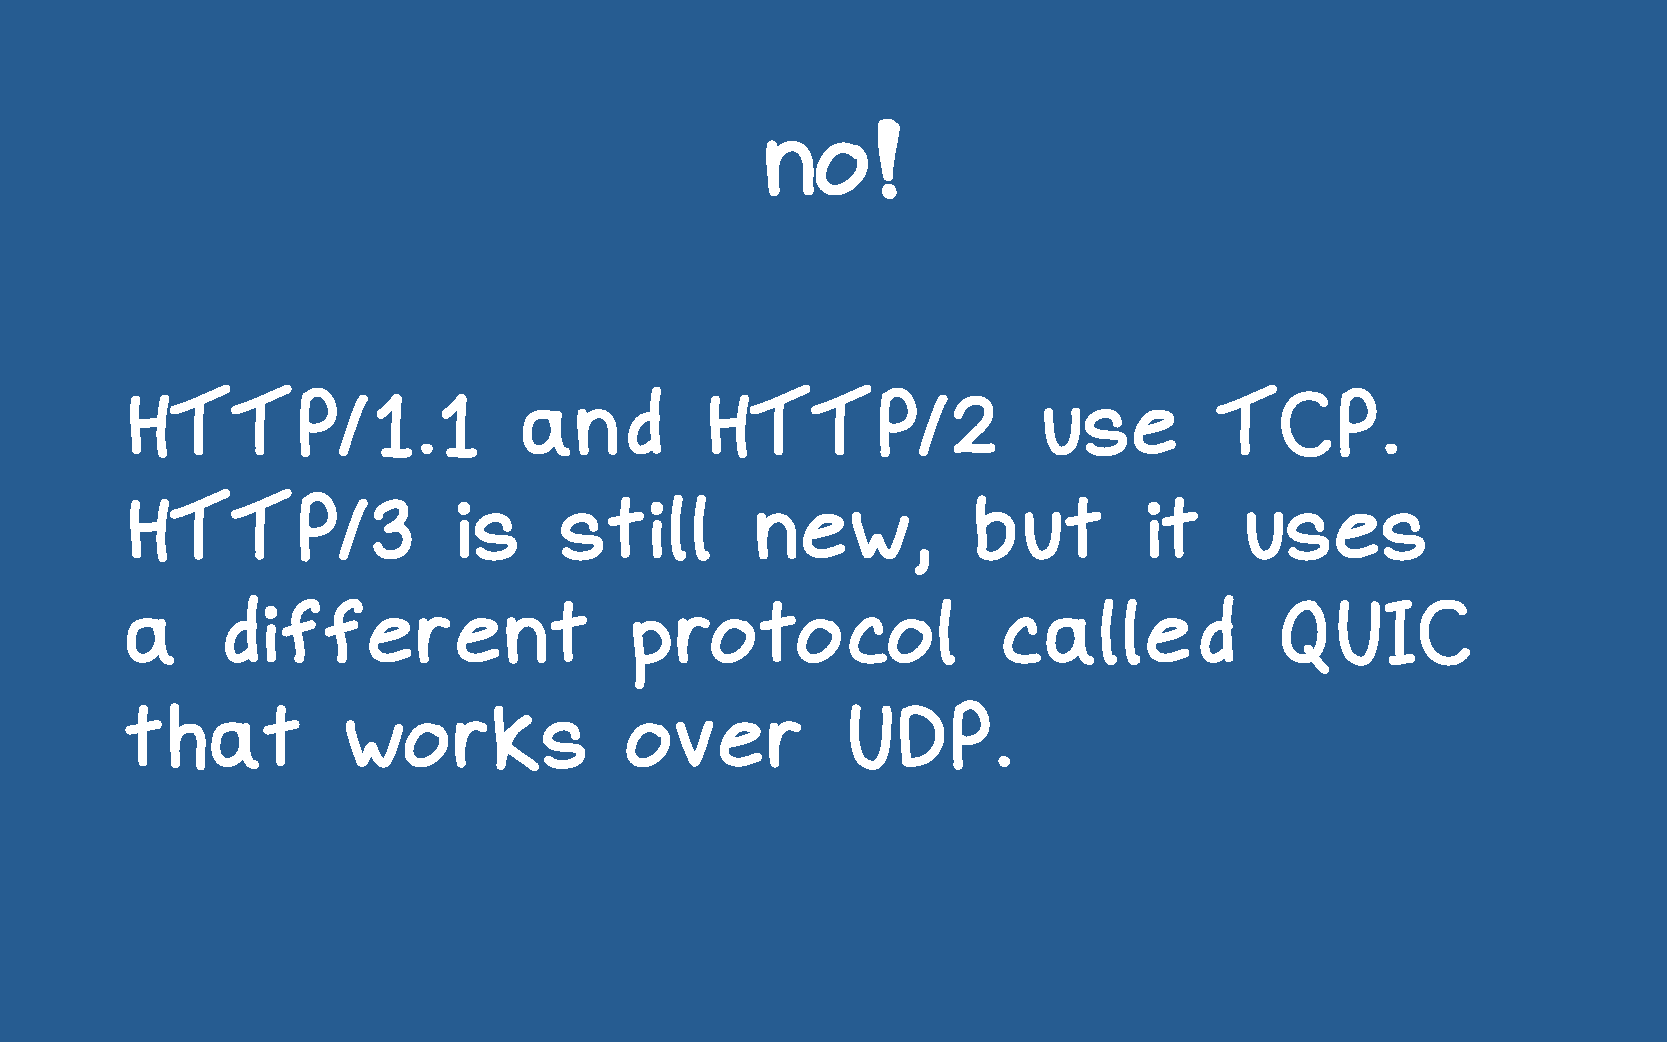 no!
HTTP/1.1 and HTTP/2 use TCP.
HTTP/3 is still new, but it uses
a different protocol called QUIC
that works over UDP.